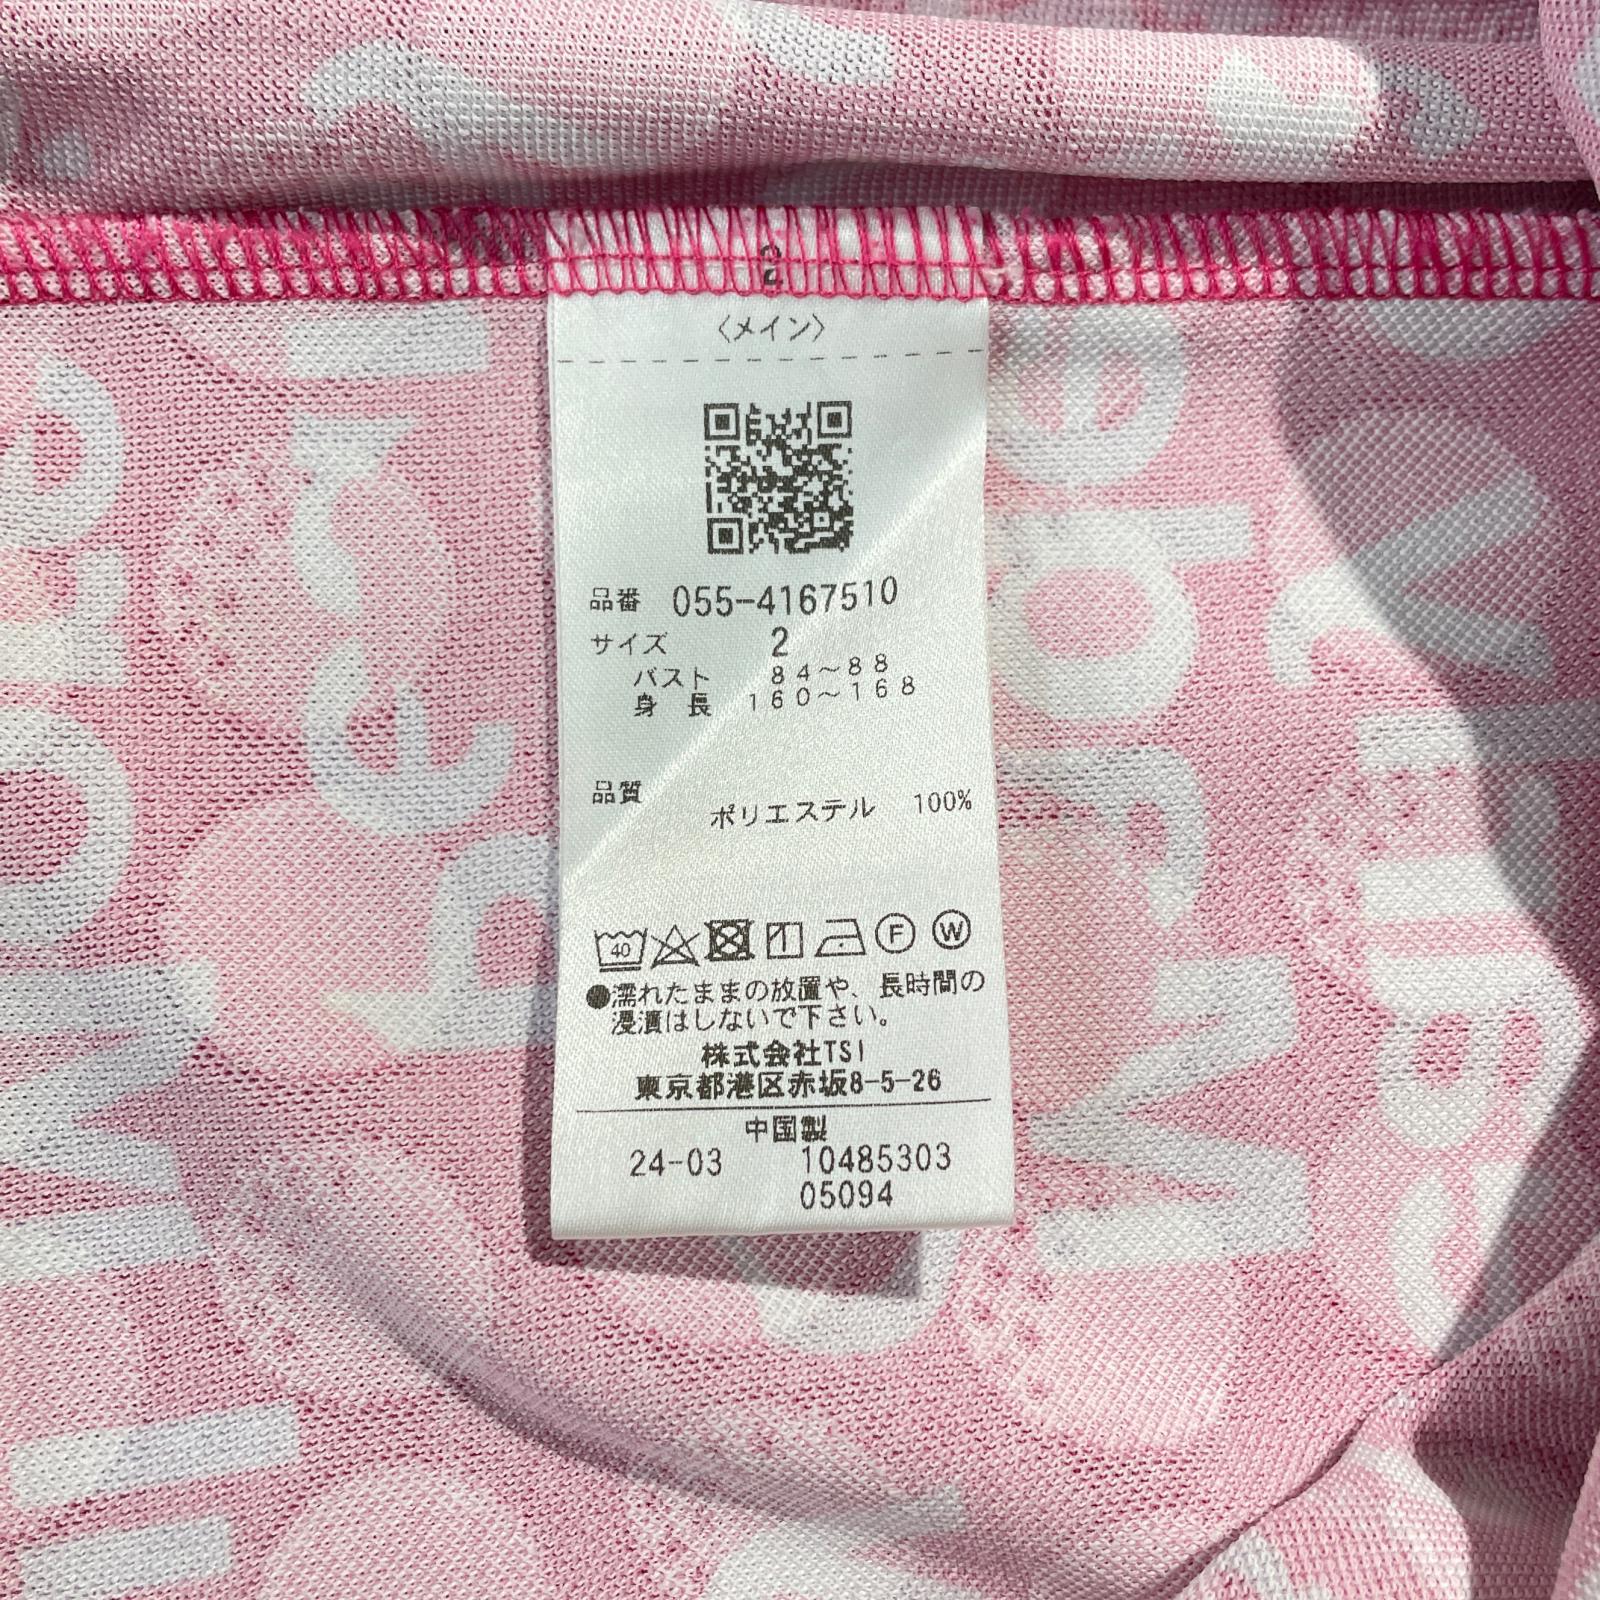 2
〈メイン〉
品番 055-4167510
サイズ 2
バスト 84～88
身長 160～168
品質
ポリエステル 100%
40 F W
●濡れたままの放置や、長時間の
浸漬はしないで下さい。
株式会社TSI
東京都港区赤坂8-5-26
中国製
24-03 10485303
05094